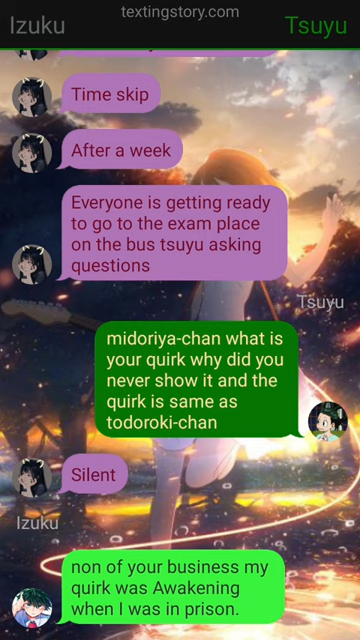 textingstory.com
Izuku
Tsuyu
Time skip
After a week
Everyone is getting ready
to go to the exam place
on the bus tsuyu asking
questions
Tsuyu
midoriya-chan what is
your quirk why did you
never show it and the
quirk is same as
todoroki-chan
Silent
Izuku
non of your business my
quirk was Awakening
when I was in prison.